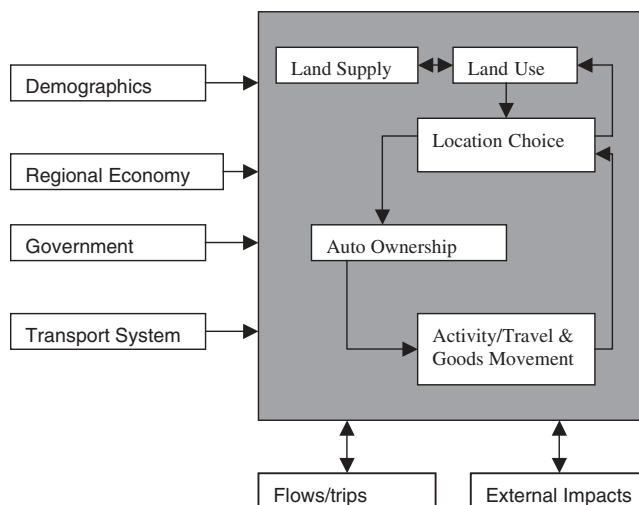 Land Supply
Land Use
Demographics
Location Choice
Regional Economy
Government
Auto Ownership
Transport System
Activity/Travel &
Goods Movement
Flows/trips
External Impacts